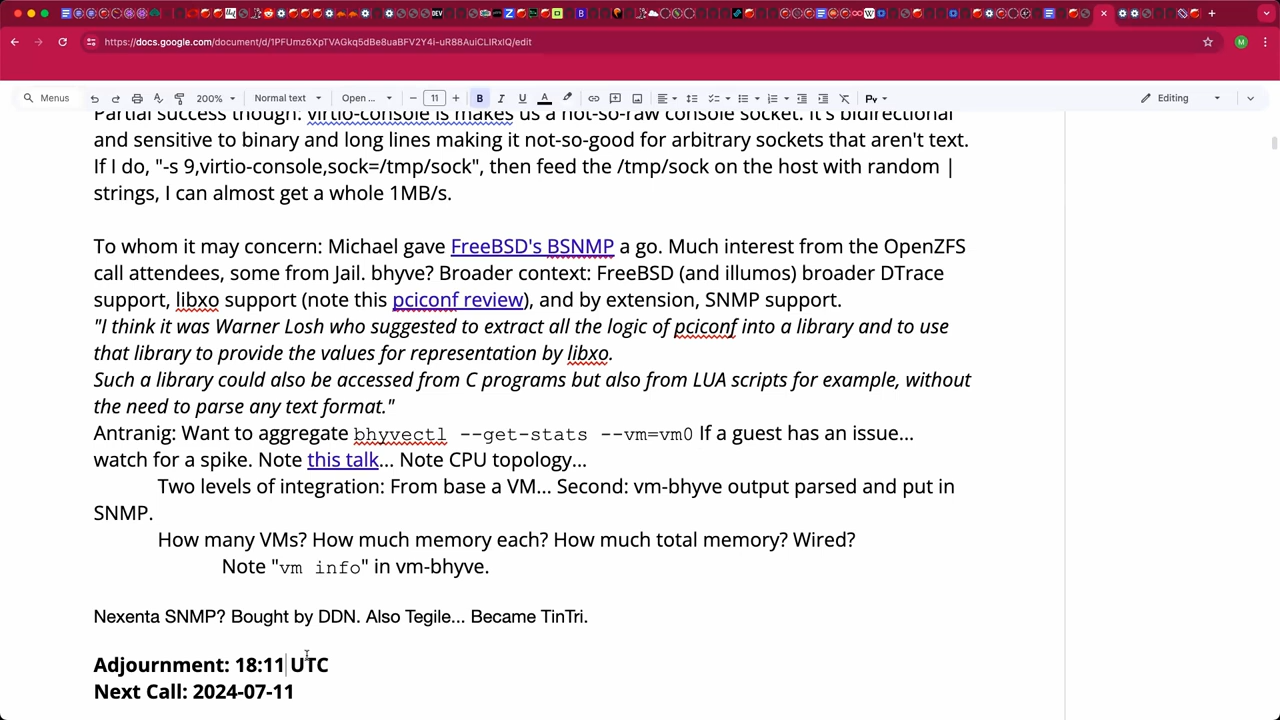 https://docs.google.com/document/d/1PFUmz6XpTVAGkq5dBe8uaBFV2Y4i-uR88AuiCLIRxIQ/edit
M
Menus
200%
Normal text
Open ...
11
Editing
Partial success though: virtio-console is makes us a not-so-raw console socket. It's bidirectional
and sensitive to binary and long lines making it not-so-good for arbitrary sockets that aren't text.
If I do, "-s 9,virtio-console,sock=/tmp/sock", then feed the /tmp/sock on the host with random |
strings, I can almost get a whole 1MB/s.
To whom it may concern: Michael gave FreeBSD's BSNMP a go. Much interest from the OpenZFS
call attendees, some from Jail. bhyve? Broader context: FreeBSD (and illumos) broader DTrace
support, libxo support (note this pciconf review), and by extension, SNMP support.
"I think it was Warner Losh who suggested to extract all the logic of pciconf into a library and to use
that library to provide the values for representation by libxo.
Such a library could also be accessed from C programs but also from LUA scripts for example, without
the need to parse any text format."
Antranig: Want to aggregate bhyvectl --get-stats --vm=vm0 If a guest has an issue...
watch for a spike. Note this talk... Note CPU topology...
Two levels of integration: From base a VM... Second: vm-bhyve output parsed and put in
SNMP.
How many VMs? How much memory each? How much total memory? Wired?
Note "vm info" in vm-bhyve.
Nexenta SNMP? Bought by DDN. Also Tegile... Became TinTri.
Adjournment: 18:11 UTC
Next Call: 2024-07-11